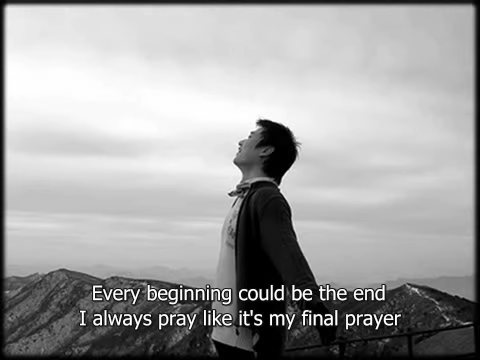 Every beginning could be the end
I always pray like it's my final prayer